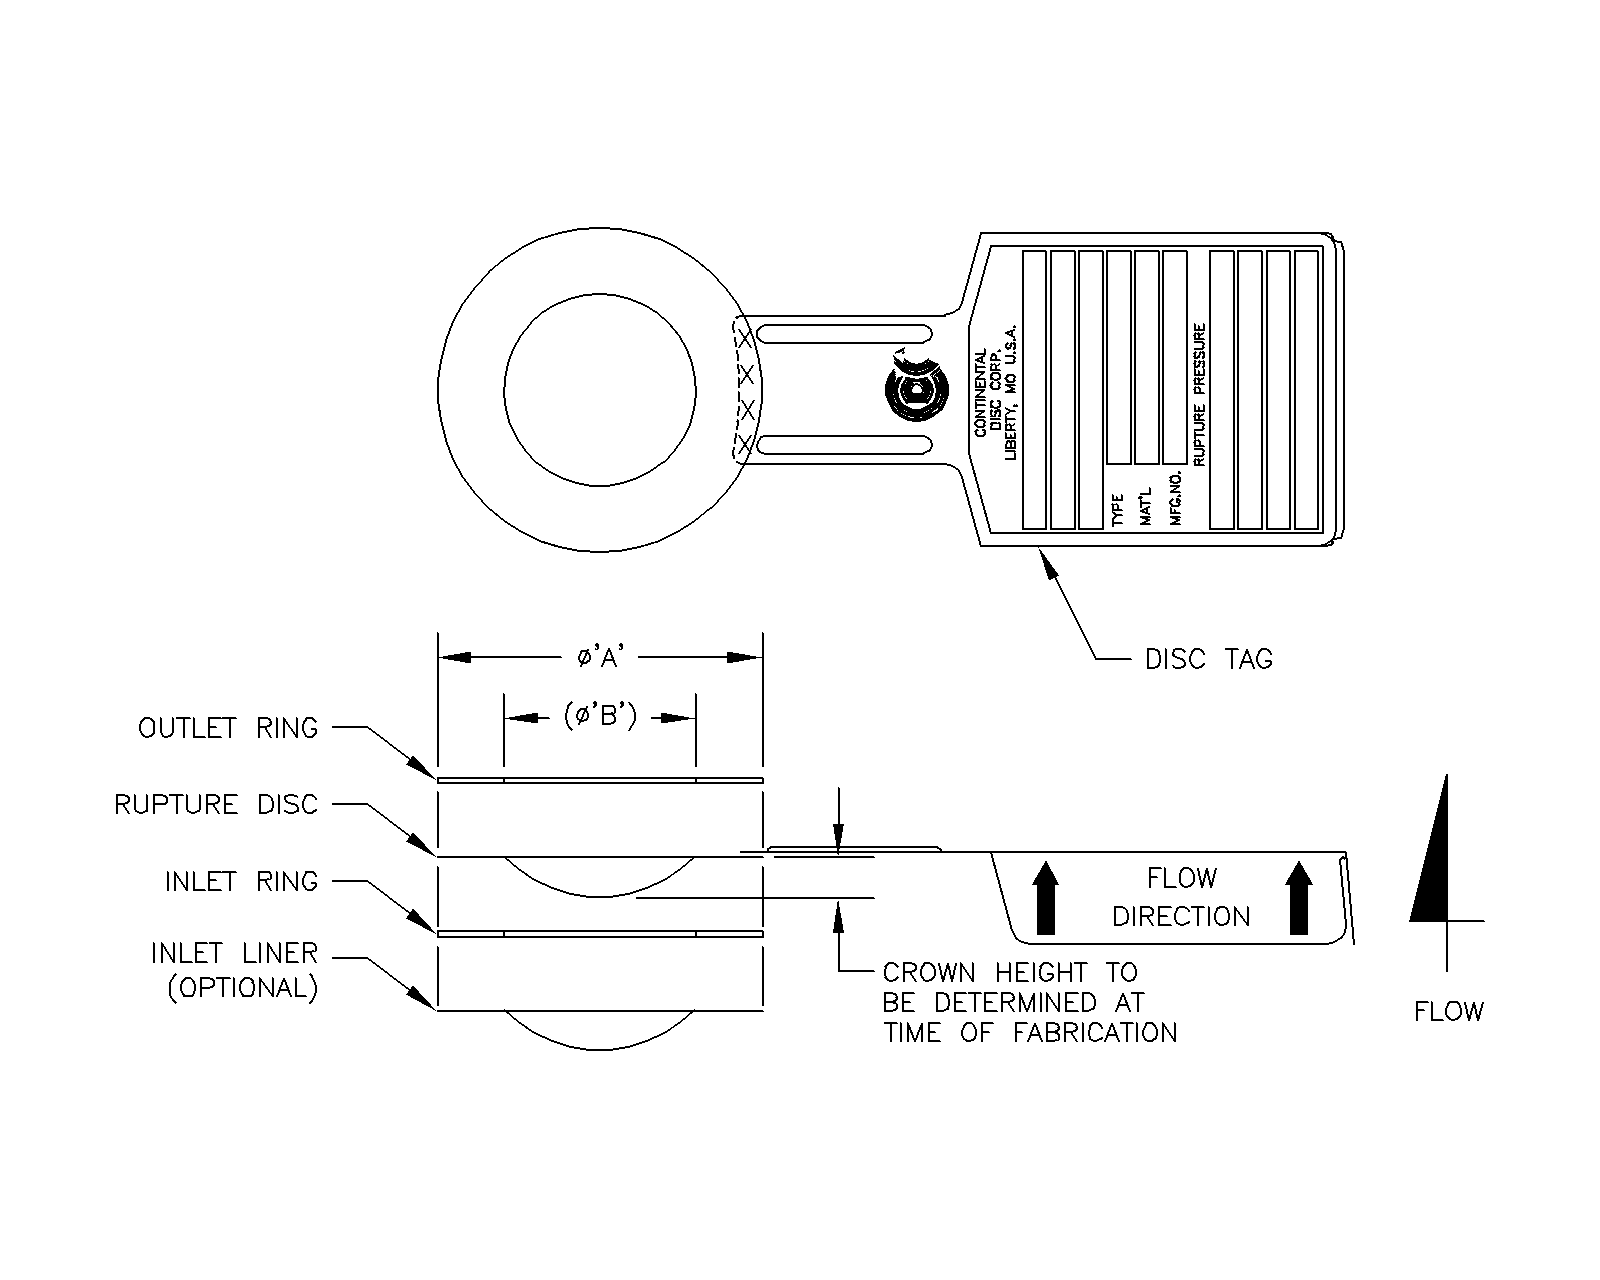 CONTINENTAL
DISC CORP.
LIBERTY, MO U.S.A.
TYPE
MAT'L
MFG.NO.
RUPTURE PRESSURE
DISC TAG
ø'A'
(ø'B')
OUTLET RING
RUPTURE DISC
INLET RING
INLET LINER
(OPTIONAL)
FLOW
DIRECTION
CROWN HEIGHT TO
BE DETERMINED AT
TIME OF FABRICATION
FLOW